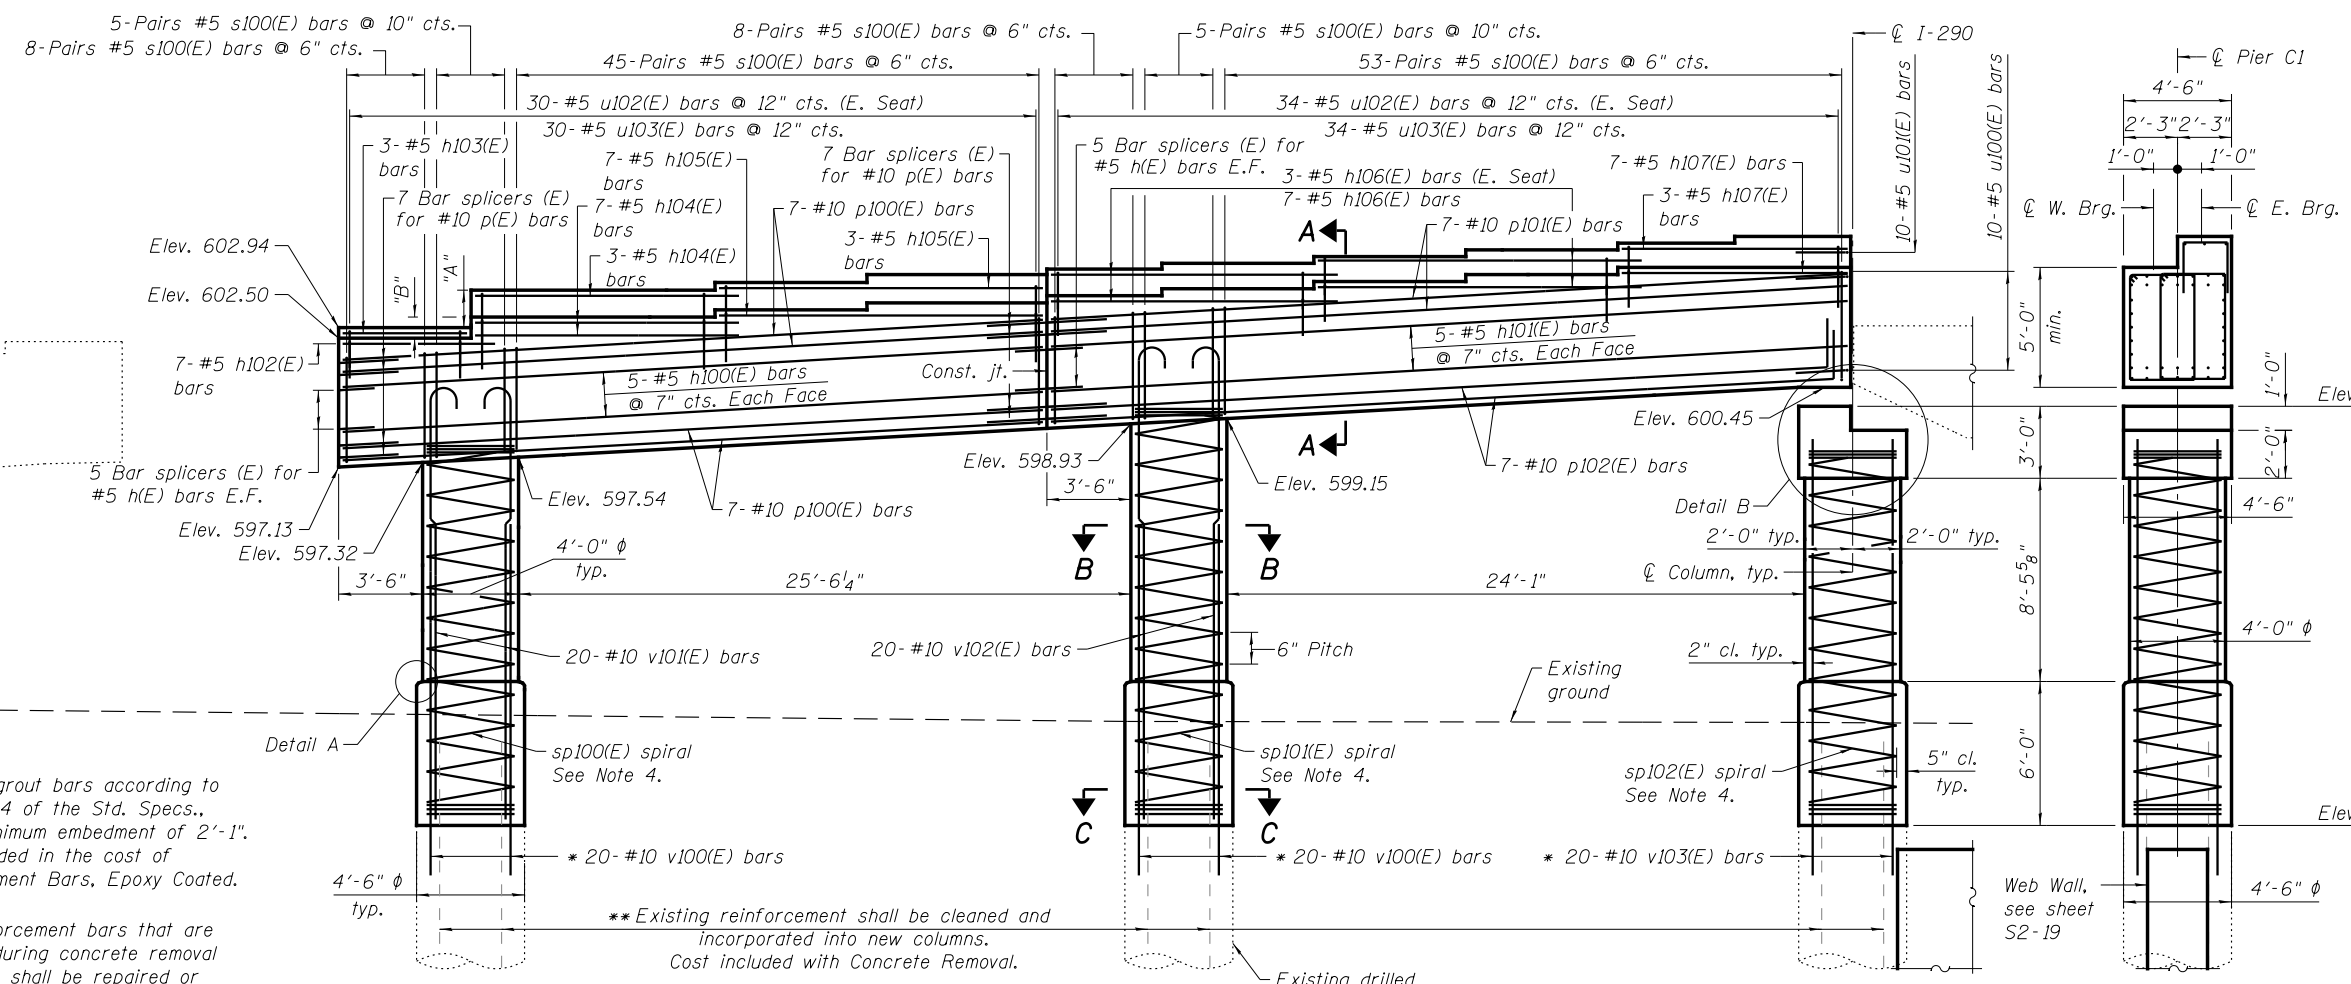 5-Pairs #5 s100(E) bars @ 10" cts.
8-Pairs #5 s100(E) bars @ 6" cts.
45-Pairs #5 s100(E) bars @ 6" cts.
8-Pairs #5 s100(E) bars @ 6" cts.
5-Pairs #5 s100(E) bars @ 10" cts.
53-Pairs #5 s100(E) bars @ 6" cts.
℄ I-290
℄ Pier C1
30-#5 u102(E) bars @ 12" cts. (E. Seat)
30-#5 u103(E) bars @ 12" cts.
34-#5 u102(E) bars @ 12" cts. (E. Seat)
34-#5 u103(E) bars @ 12" cts.
10-#5 u101(E) bars
10-#5 u100(E) bars
4'-6"
2'-3"
2'-3"
1'-0"
1'-0"
℄ W. Brg.
℄ E. Brg.
3-#5 h103(E)
bars
7 Bar splicers (E)
for #10 p(E) bars
7-#5 h105(E)
bars
7-#5 h104(E)
bars
3-#5 h104(E)
bars
7 Bar splicers (E)
for #10 p(E) bars
7-#10 p100(E) bars
3-#5 h105(E)
bars
5 Bar splicers (E) for
#5 h(E) bars E.F.
3-#5 h106(E) bars (E. Seat)
7-#5 h106(E) bars
7-#5 h107(E) bars
3-#5 h107(E)
bars
7-#10 p101(E) bars
A
Elev. 602.94
Elev. 602.50
"B"
"A"
7-#5 h102(E)
bars
5-#5 h100(E) bars
@ 7" cts. Each Face
Const. jt.
5-#5 h101(E) bars
@ 7" cts. Each Face
5'-0"
min.
1'-0"
Elev
Elev. 600.45
A
5 Bar splicers (E) for
#5 h(E) bars E.F.
Elev. 597.13
Elev. 597.32
Elev. 597.54
7-#10 p100(E) bars
Elev. 598.93
3'-6"
Elev. 599.15
7-#10 p102(E) bars
Detail B
3'-0"
2'-0"
4'-6"
2'-0" typ.
2'-0" typ.
4'-0" ϕ
typ.
3'-6"
25'-6¼"
B
B
24'-1"
℄ Column, typ.
8'-5⅝"
20-#10 v101(E) bars
20-#10 v102(E) bars
6" Pitch
2" cl. typ.
4'-0" ϕ
Existing
ground
Detail A
sp100(E) spiral
See Note 4.
sp101(E) spiral
See Note 4.
sp102(E) spiral
See Note 4.
5" cl.
typ.
6'-0"
Elev
C
C
grout bars according to
4 of the Std. Specs.,
nimum embedment of 2'-1".
ded in the cost of
ment Bars, Epoxy Coated.
* 20-#10 v100(E) bars
* 20-#10 v100(E) bars
* 20-#10 v103(E) bars
4'-6" ϕ
typ.
Web Wall,
see sheet
S2-19
4'-6" ϕ
** Existing reinforcement shall be cleaned and
incorporated into new columns.
Cost included with Concrete Removal.
orcement bars that are
during concrete removal
shall be repaired or
Existing drilled